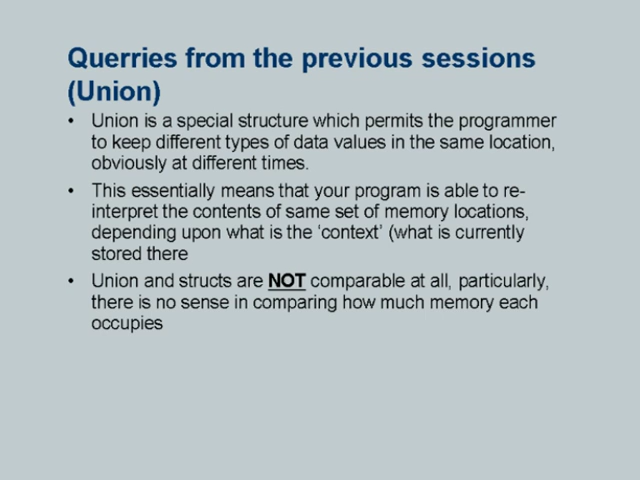 Querries from the previous sessions
(Union)
• Union is a special structure which permits the programmer
to keep different types of data values in the same location,
obviously at different times.
• This essentially means that your program is able to re-
interpret the contents of same set of memory locations,
depending upon what is the ‘context’ (what is currently
stored there
• Union and structs are NOT comparable at all, particularly,
there is no sense in comparing how much memory each
occupies